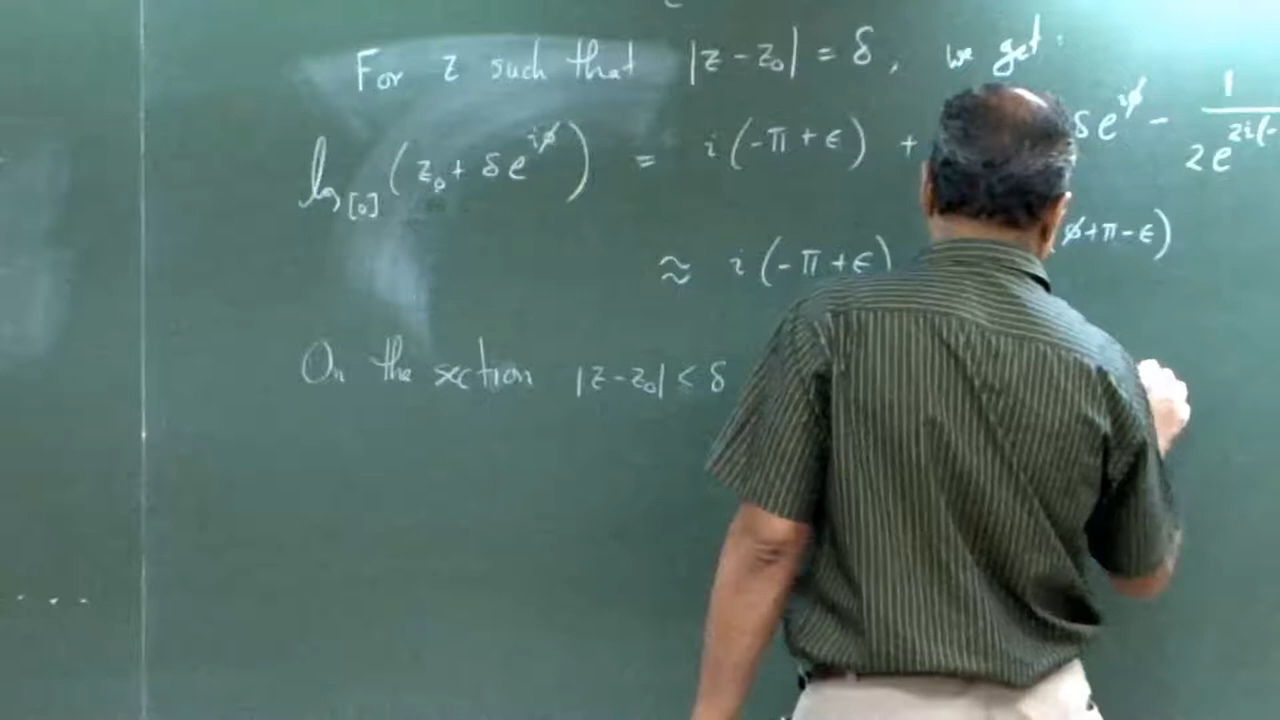 For z such that |z - z₀| = δ, we get:
log_[0] (z₀ + δe^{iφ}) = i(-π + ϵ) + δe^{iφ} - 1/2e^{2i(-
≈ i(-π + ϵ) φ+π-ϵ)
On the section |z - z₀| < δ